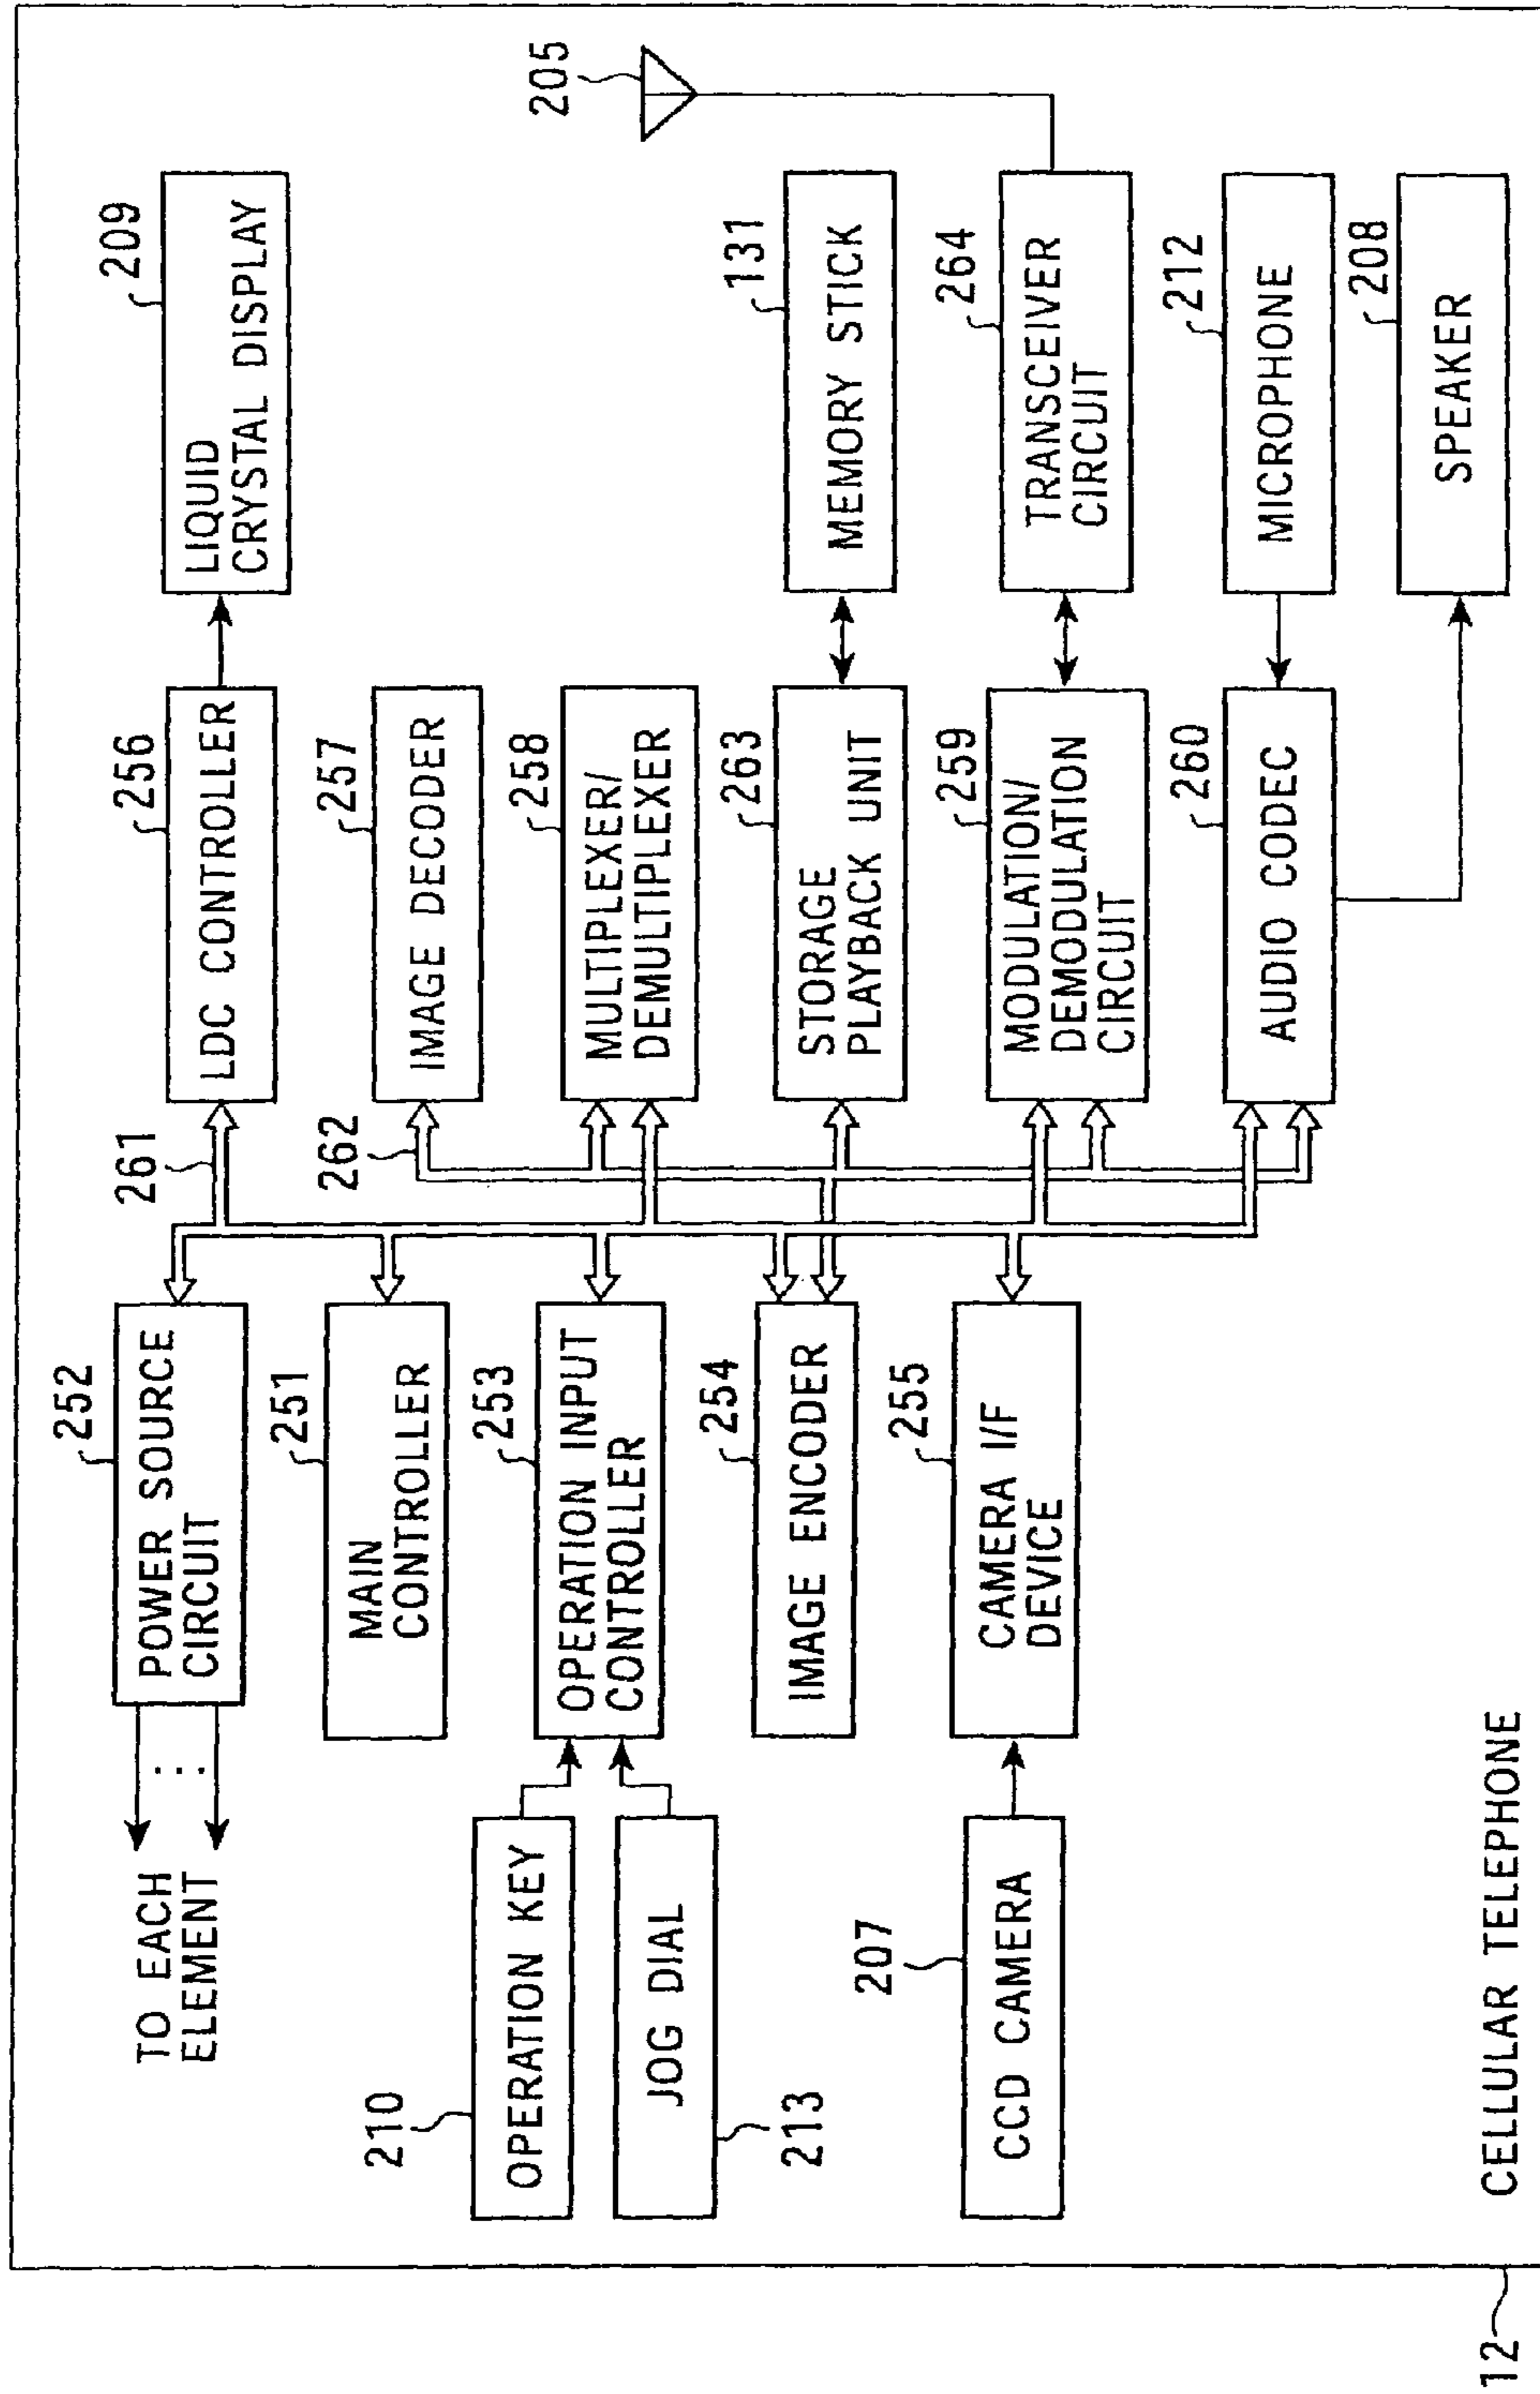 TO EACH
ELEMENT
252
POWER SOURCE
CIRCUIT
261
256
LDC CONTROLLER
209
LIQUID
CRYSTAL DISPLAY
251
MAIN
CONTROLLER
262
257
IMAGE DECODER
210
OPERATION KEY
253
OPERATION INPUT
CONTROLLER
258
MULTIPLEXER/
DEMULTIPLEXER
205
JOG DIAL
213
254
IMAGE ENCODER
263
STORAGE
PLAYBACK UNIT
131
MEMORY STICK
207
CCD CAMERA
255
CAMERA I/F
DEVICE
259
MODULATION/
DEMODULATION
CIRCUIT
264
TRANSCEIVER
CIRCUIT
260
AUDIO CODEC
212
MICROPHONE
208
SPEAKER
12
CELLULAR TELEPHONE